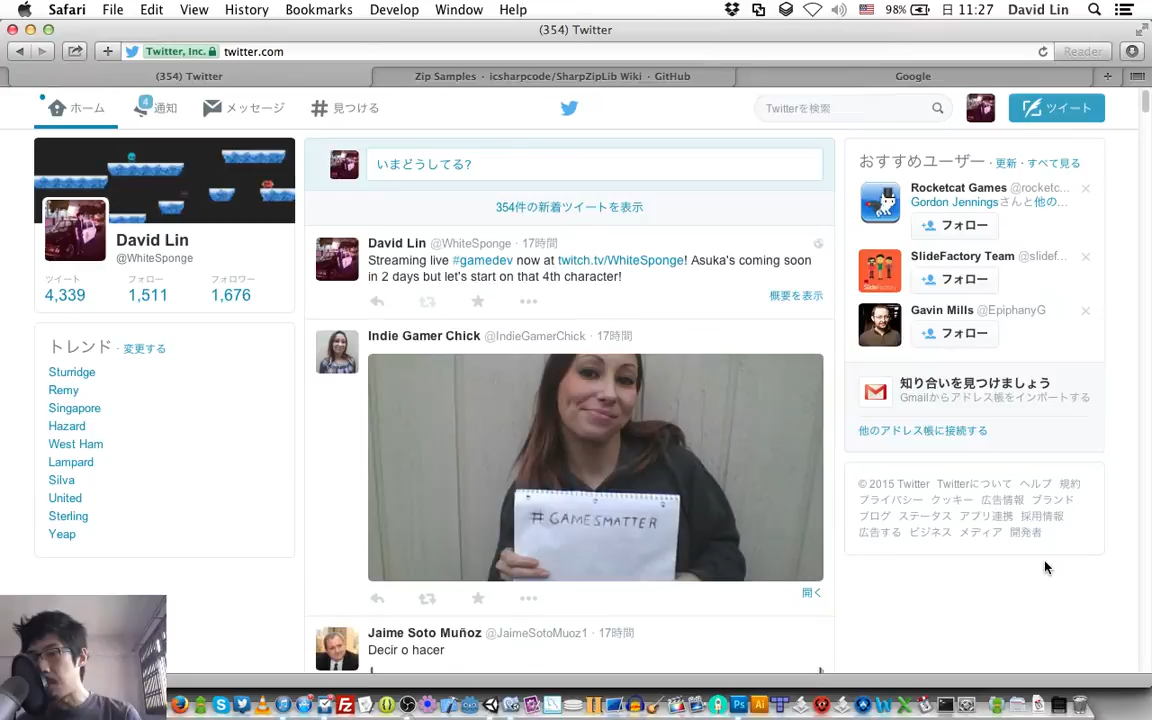 Safari File Edit View History Bookmarks Develop Window Help 98% 日 11:27 David Lin
(354) Twitter
Twitter, Inc. twitter.com Reader
(354) Twitter Zip Samples · icsharpcode/SharpZipLib Wiki · GitHub Google
ホーム 4 通知 メッセージ # 見つける Twitterを検索 ツイート
David Lin
@WhiteSponge
ツイート フォロー フォロワー
4,339 1,511 1,676
トレンド · 変更する
Sturridge
Remy
Singapore
Hazard
West Ham
Lampard
Silva
United
Sterling
Yeap
いまどうしてる?
354件の新着ツイートを表示
David Lin @WhiteSponge · 17時間
Streaming live #gamedev now at twitch.tv/WhiteSponge! Asuka's coming soon
in 2 days but let's start on that 4th character!
概要を表示
Indie Gamer Chick @IndieGamerChick · 17時間
#GAMESMATTER
開く
Jaime Soto Muñoz @JaimeSotoMuoz1 · 17時間
Decir o hacer
おすすめユーザー · 更新 · すべて見る
Rocketcat Games @rocketc...
Gordon Jenningsさんと他の...
フォロー
SlideFactory Team @slidef...
フォロー
Gavin Mills @EpiphanyG
フォロー
知り合いを見つけましょう
Gmailからアドレス帳をインポートする
他のアドレス帳に接続する
© 2015 Twitter Twitterについて ヘルプ 規約
プライバシー クッキー 広告情報 ブランド
ブログ ステータス アプリ連携 採用情報
広告する ビジネス メディア 開発者